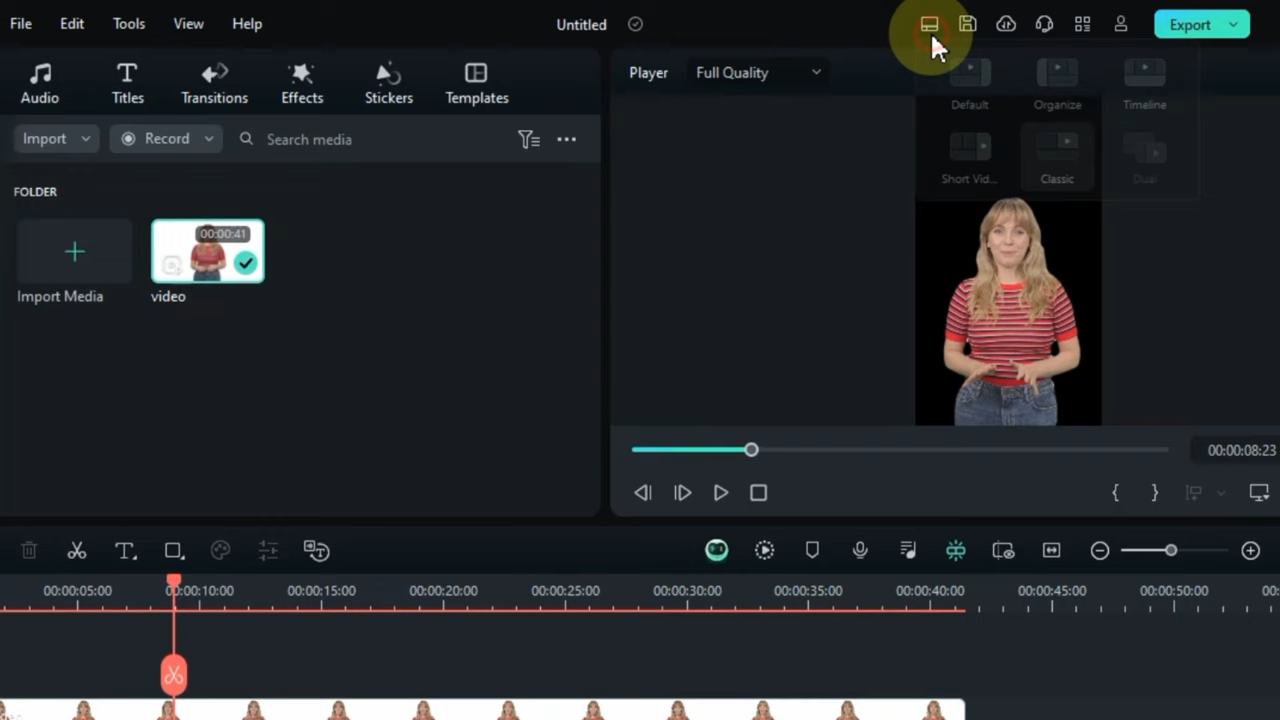 File Edit Tools View Help Untitled Export
Audio Titles Transitions Effects Stickers Templates
Player Full Quality
Default Organize Timeline
Import Record Search media
Short Vid... Classic Dual
FOLDER
00:00:41
Import Media video
00:00:08:23
00:00:05:00 00:00:10:00 00:00:15:00 00:00:20:00 00:00:25:00 00:00:30:00 00:00:35:00 00:00:40:00 00:00:45:00 00:00:50:00 00: